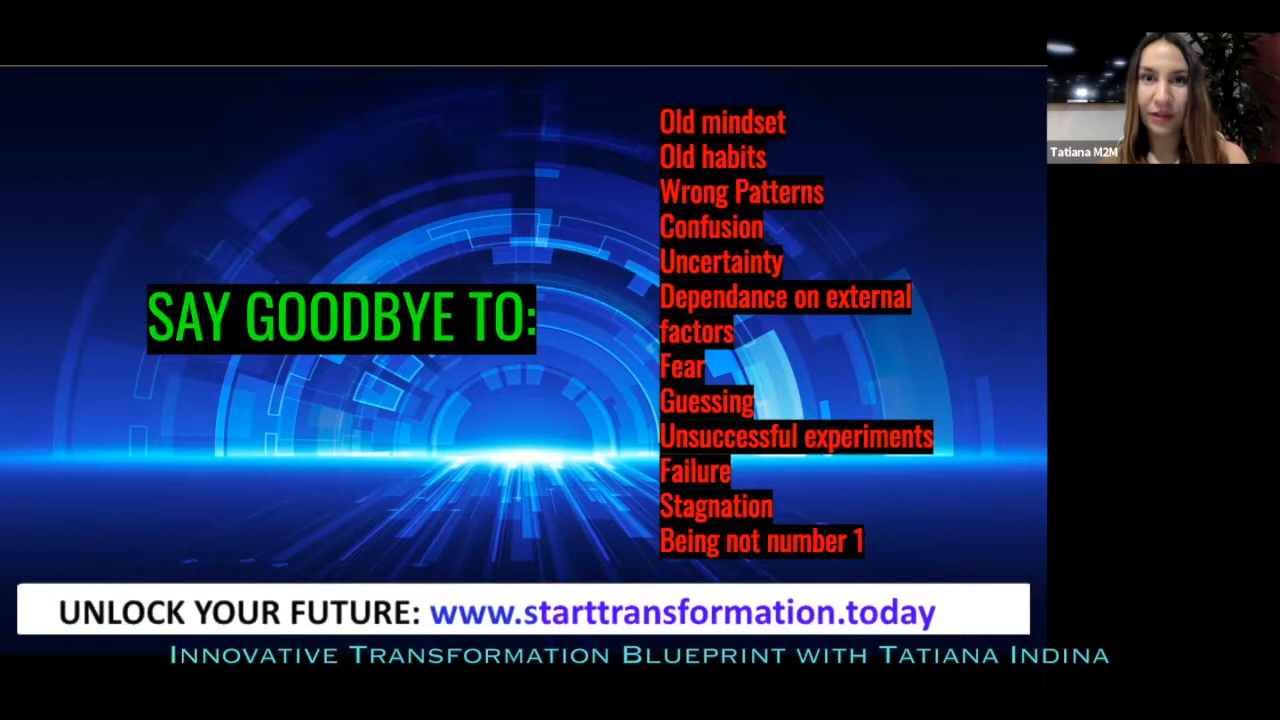 Old mindset
Old habits
Wrong Patterns
Confusion
Uncertainty
Dependance on external
factors
Fear
Guessing
Unsuccessful experiments
Failure
Stagnation
Being not number 1
SAY GOODBYE TO:
Tatiana M2M
UNLOCK YOUR FUTURE: www.starttransformation.today
INNOVATIVE TRANSFORMATION BLUEPRINT WITH TATIANA INDINA